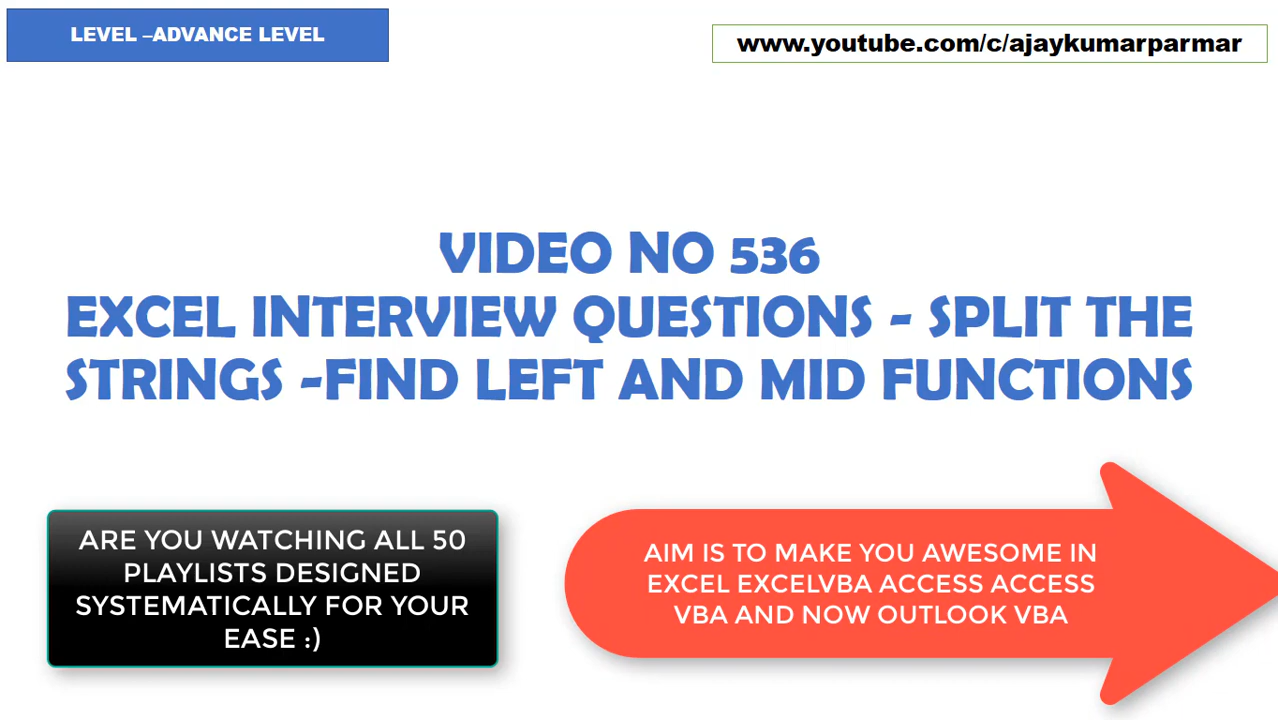 LEVEL –ADVANCE LEVEL
www.youtube.com/c/ajaykumarparmar
VIDEO NO 536
EXCEL INTERVIEW QUESTIONS - SPLIT THE
STRINGS -FIND LEFT AND MID FUNCTIONS
ARE YOU WATCHING ALL 50
PLAYLISTS DESIGNED
SYSTEMATICALLY FOR YOUR
EASE :)
AIM IS TO MAKE YOU AWESOME IN
EXCEL EXCELVBA ACCESS ACCESS
VBA AND NOW OUTLOOK VBA